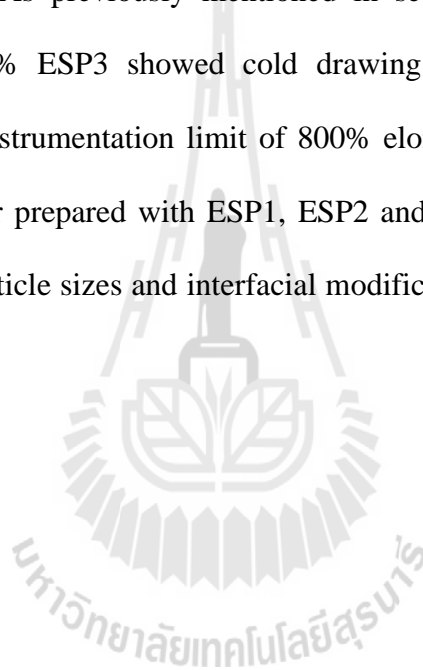 As previously mentioned in se
% ESP3 showed cold drawing
strumentation limit of 800% elo
r prepared with ESP1, ESP2 and
ticle sizes and interfacial modific
มหาวิทยาลัยเทคโนโลยีสุรนารี